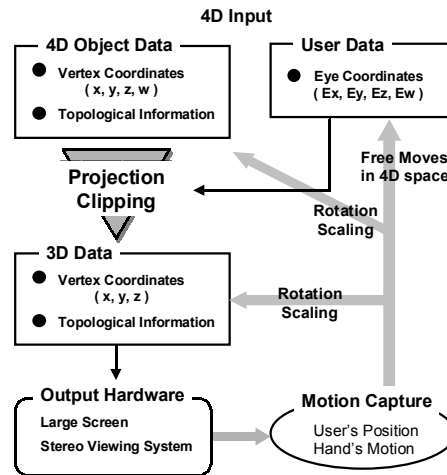 4D Input
4D Object Data
● Vertex Coordinates
( x, y, z, w )
● Topological Information
User Data
● Eye Coordinates
( Ex, Ey, Ez, Ew )
Projection
Clipping
Free Moves
in 4D space
Rotation
Scaling
3D Data
● Vertex Coordinates
( x, y, z )
● Topological Information
Rotation
Scaling
Output Hardware
Large Screen
Stereo Viewing System
Motion Capture
User's Position
Hand's Motion